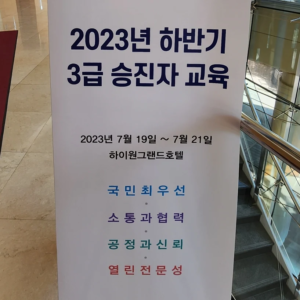 2023년 하반기
3급 승진자 교육
2023년 7월 19일 ~ 7월 21일
하이원그랜드호텔
국민최우선
소통과협력
공정과신뢰
열린전문성